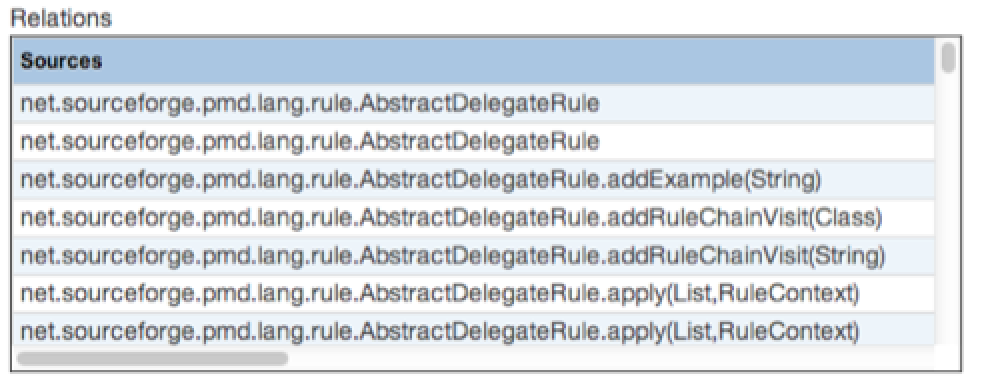 Relations
Sources
net.sourceforge.pmd.lang.rule.AbstractDelegateRule
net.sourceforge.pmd.lang.rule.AbstractDelegateRule
net.sourceforge.pmd.lang.rule.AbstractDelegateRule.addExample(String)
net.sourceforge.pmd.lang.rule.AbstractDelegateRule.addRuleChainVisit(Class)
net.sourceforge.pmd.lang.rule.AbstractDelegateRule.addRuleChainVisit(String)
net.sourceforge.pmd.lang.rule.AbstractDelegateRule.apply(List,RuleContext)
net.sourceforge.pmd.lang.rule.AbstractDelegateRule.apply(List,RuleContext)